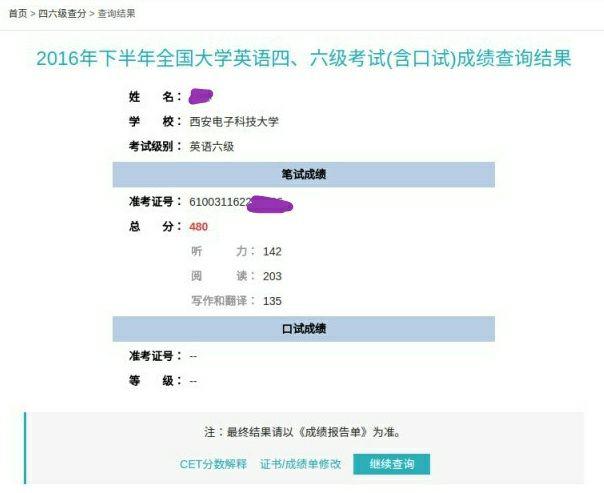 首页 > 四六级查分 > 查询结果
2016年下半年全国大学英语四、六级考试(含口试)成绩查询结果
姓 名：
学 校： 西安电子科技大学
考试级别： 英语六级
笔试成绩
准考证号： 6100311622
总 分： 480
听 力： 142
阅 读： 203
写作和翻译： 135
口试成绩
准考证号： --
等 级： --
注：最终结果请以《成绩报告单》为准。
CET分数解释 证书/成绩单修改 继续查询